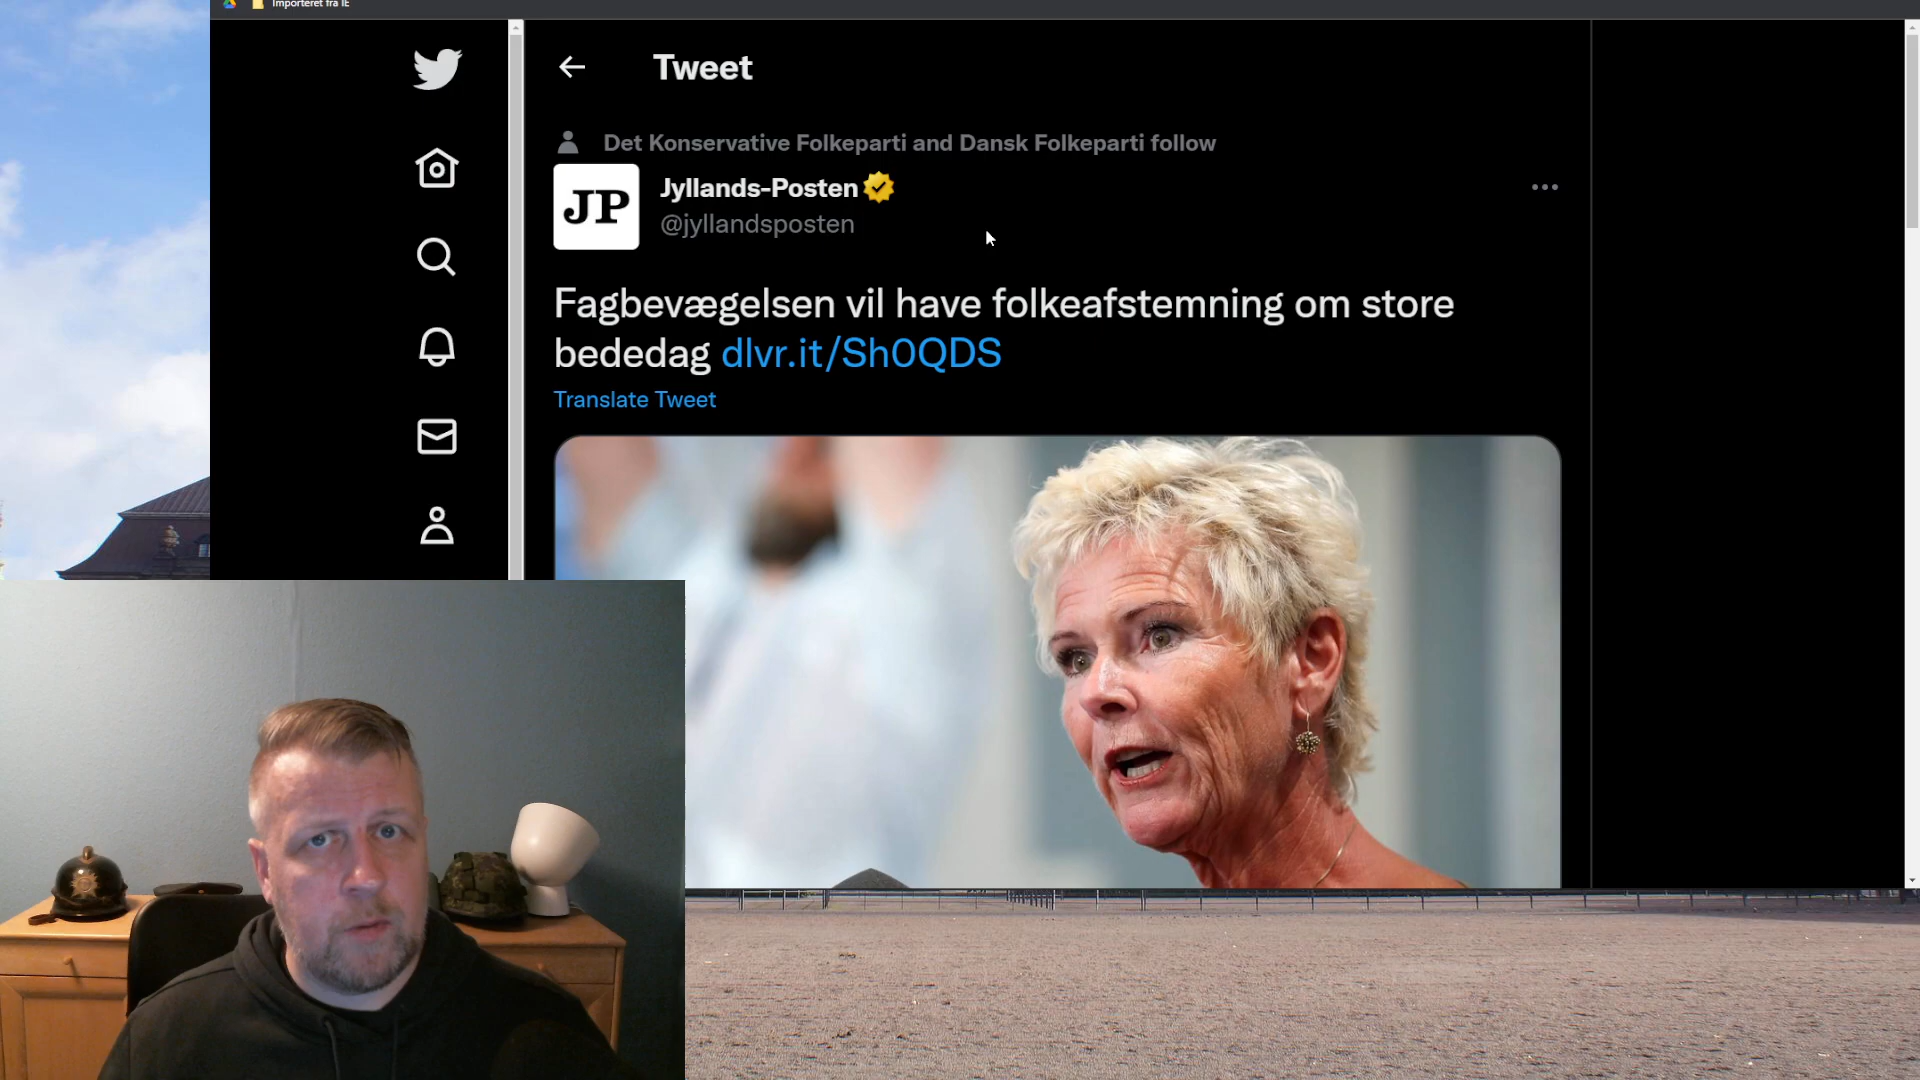 Importeret fra IE
Tweet
Det Konservative Folkeparti and Dansk Folkeparti follow
JP
Jyllands-Posten
@jyllandsposten
Fagbevægelsen vil have folkeafstemning om store
bededag dlvr.it/Sh0QDS
Translate Tweet